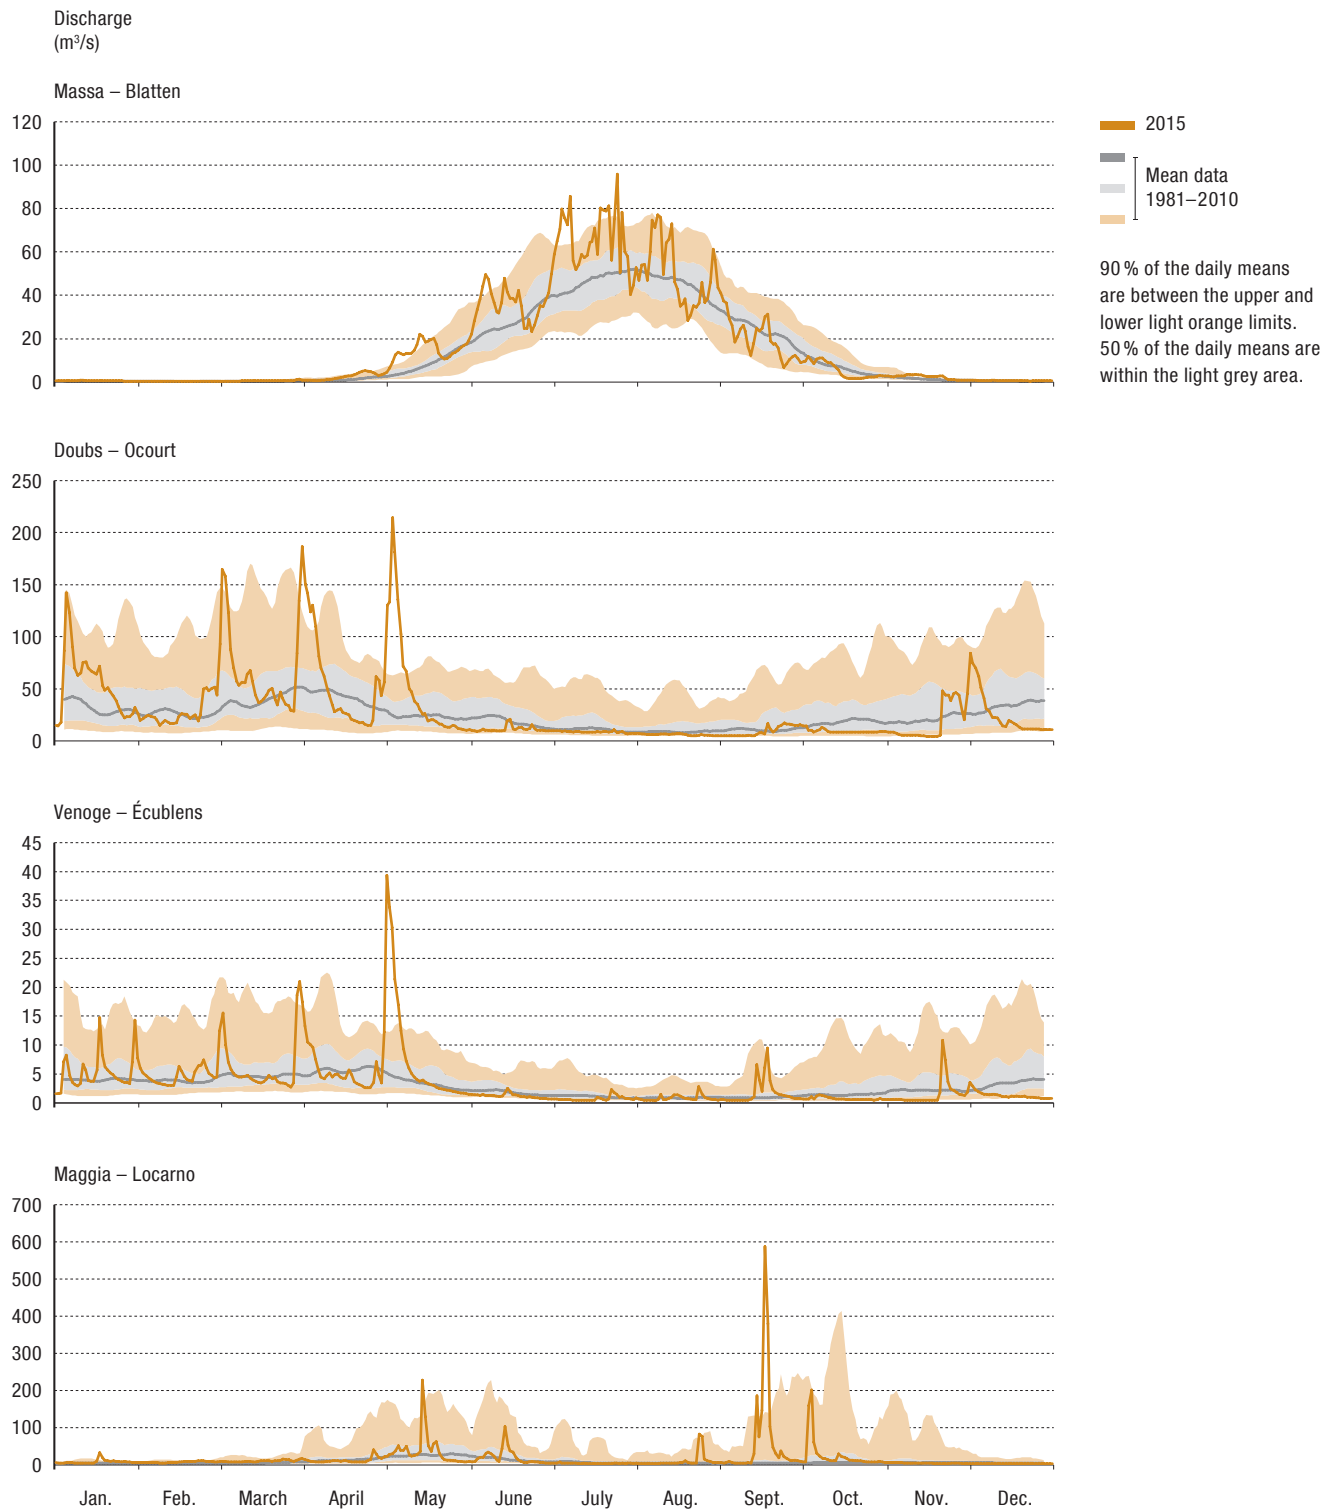 Discharge
(m³/s)
Massa – Blatten
120
100
80
60
40
20
0
2015
Mean data
1981–2010
90 % of the daily means
are between the upper and
lower light orange limits.
50 % of the daily means are
within the light grey area.
Doubs – Ocourt
250
200
150
100
50
0
Venoge – Écublens
45
40
35
30
25
20
15
10
5
0
Maggia – Locarno
700
600
500
400
300
200
100
0
Jan. Feb. March April May June July Aug. Sept. Oct. Nov. Dec.